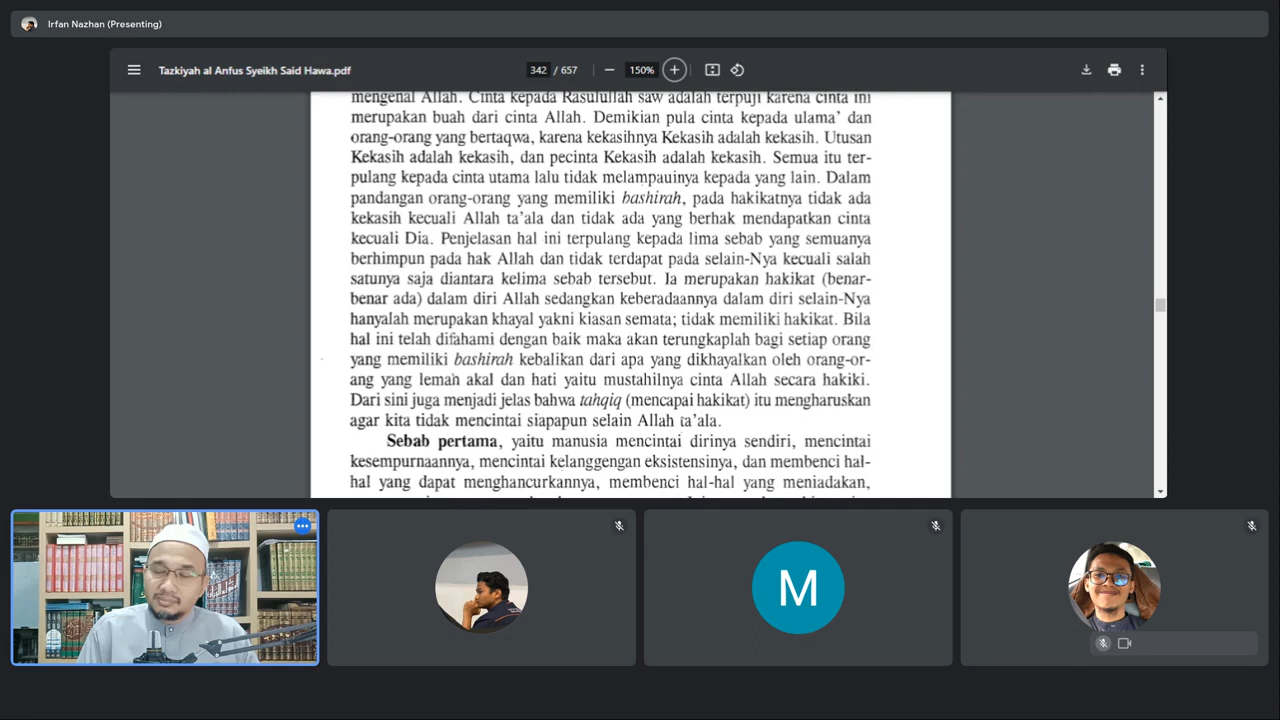 Irfan Nazhan (Presenting)
Tazkiyah al Anfus Syeikh Said Hawa.pdf
342 / 657
150%
mengenal Allah. Cinta kepada Rasulullah saw adalah terpuji karena cinta ini
merupakan buah dari cinta Allah. Demikian pula cinta kepada ulama' dan
orang-orang yang bertaqwa, karena kekasihnya Kekasih adalah kekasih. Utusan
Kekasih adalah kekasih, dan pecinta Kekasih adalah kekasih. Semua itu ter-
pulang kepada cinta utama lalu tidak melampauinya kepada yang lain. Dalam
pandangan orang-orang yang memiliki bashirah, pada hakikatnya tidak ada
kekasih kecuali Allah ta'ala dan tidak ada yang berhak mendapatkan cinta
kecuali Dia. Penjelasan hal ini terpulang kepada lima sebab yang semuanya
berhimpun pada hak Allah dan tidak terdapat pada selain-Nya kecuali salah
satunya saja diantara kelima sebab tersebut. Ia merupakan hakikat (benar-
benar ada) dalam diri Allah sedangkan keberadaannya dalam diri selain-Nya
hanyalah merupakan khayal yakni kiasan semata; tidak memiliki hakikat. Bila
hal ini telah difahami dengan baik maka akan terungkaplah bagi setiap orang
yang memiliki bashirah kebalikan dari apa yang dikhayalkan oleh orang-or-
ang yang lemah akal dan hati yaitu mustahilnya cinta Allah secara hakiki.
Dari sini juga menjadi jelas bahwa tahqiq (mencapai hakikat) itu mengharuskan
agar kita tidak mencintai siapapun selain Allah ta'ala.
Sebab pertama, yaitu manusia mencintai dirinya sendiri, mencintai
kesempurnaannya, mencintai kelanggengan eksistensinya, dan membenci hal-
hal yang dapat menghancurkannya, membenci hal-hal yang meniadakan,
M